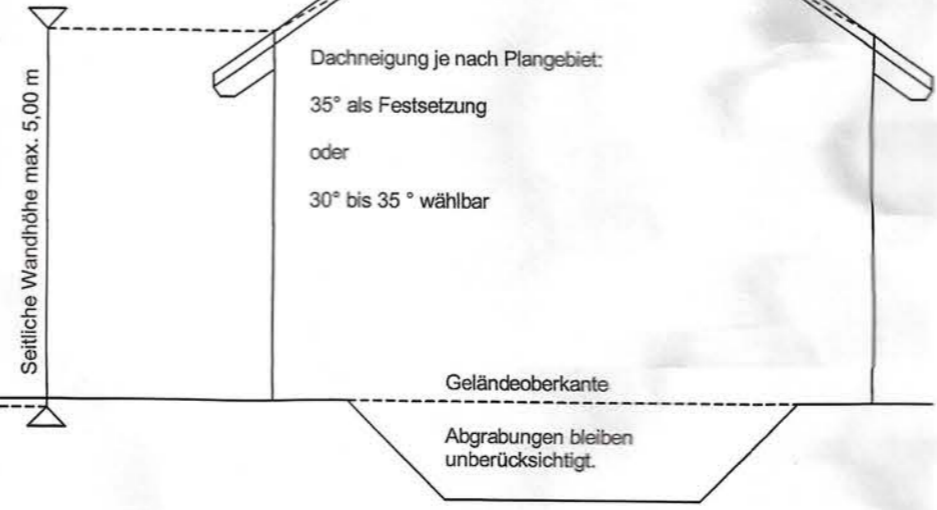 Seitliche Wandhöhe max. 5,00 m
Dachneigung je nach Plangebiet:
35° als Festsetzung
oder
30° bis 35 ° wählbar
Geländeoberkante
Abgrabungen bleiben
unberücksichtigt.